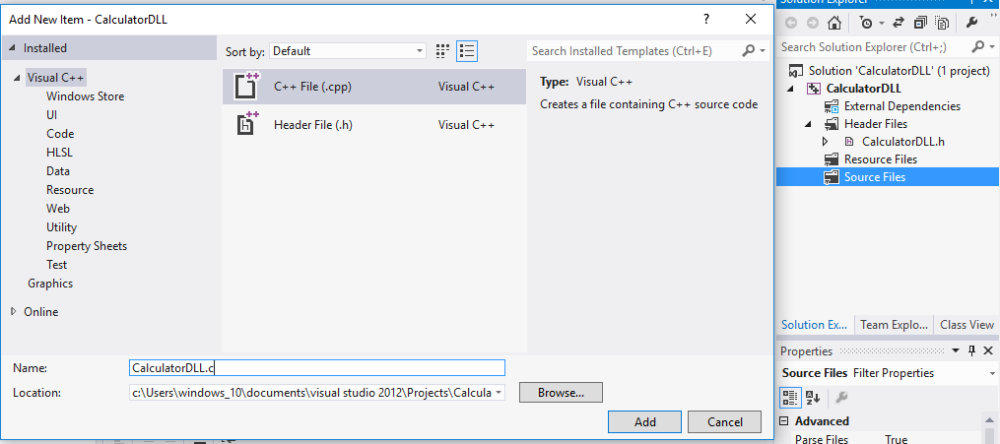 Add New Item - CalculatorDLL
?
Installed
Sort by: Default
Search Installed Templates (Ctrl+E)
Visual C++
Windows Store
UI
Code
HLSL
Data
Resource
Web
Utility
Property Sheets
Test
Graphics
Online
C++ File (.cpp) Visual C++
Header File (.h) Visual C++
Type: Visual C++
Creates a file containing C++ source code
Name: CalculatorDLL.c
Location: c:\Users\windows_10\documents\visual studio 2012\Projects\Calcula
Browse...
Add Cancel
Solution Explorer
Search Solution Explorer (Ctrl+;)
Solution 'CalculatorDLL' (1 project)
CalculatorDLL
External Dependencies
Header Files
CalculatorDLL.h
Resource Files
Source Files
Solution Ex... Team Explo... Class View
Properties
Source Files Filter Properties
Advanced
Parse Files True